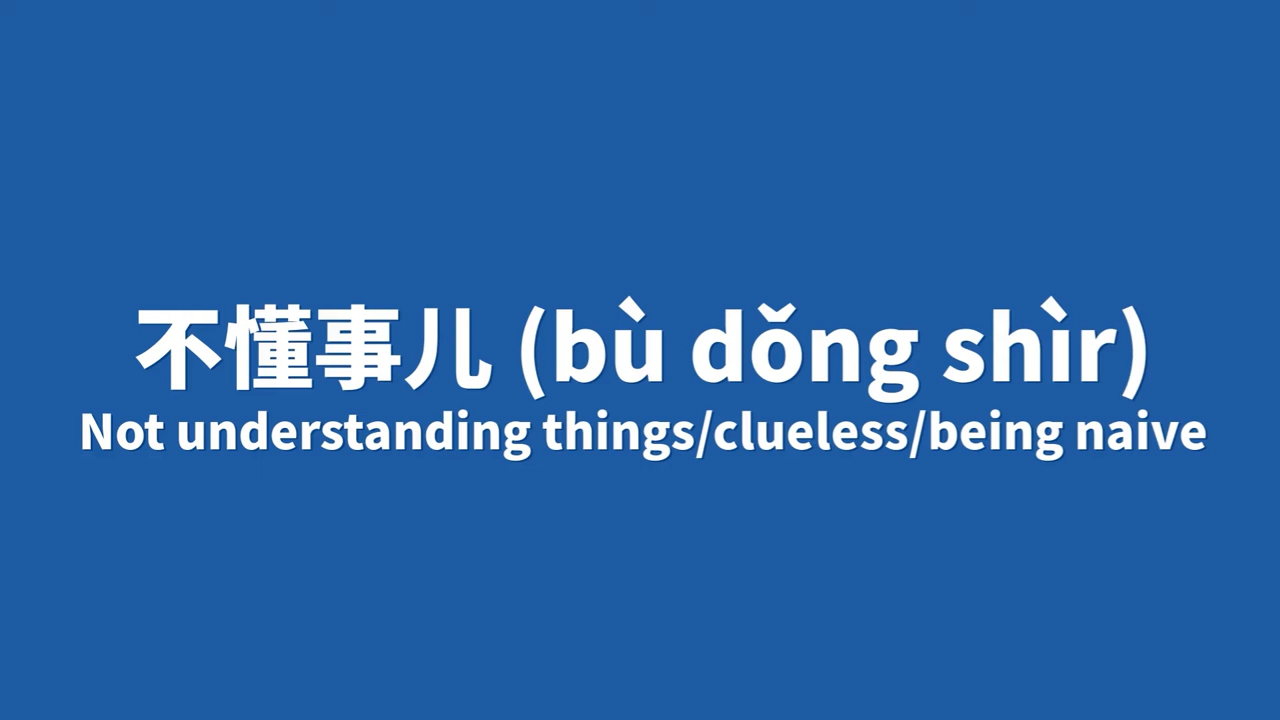 不懂事儿 (bù dǒng shìr)
Not understanding things/clueless/being naive